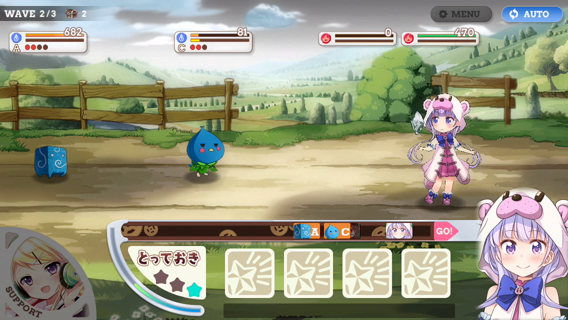 WAVE 2/3 2
MENU
AUTO
682
A
81
C
0
470
A C GO!
とっておき
SUPPORT